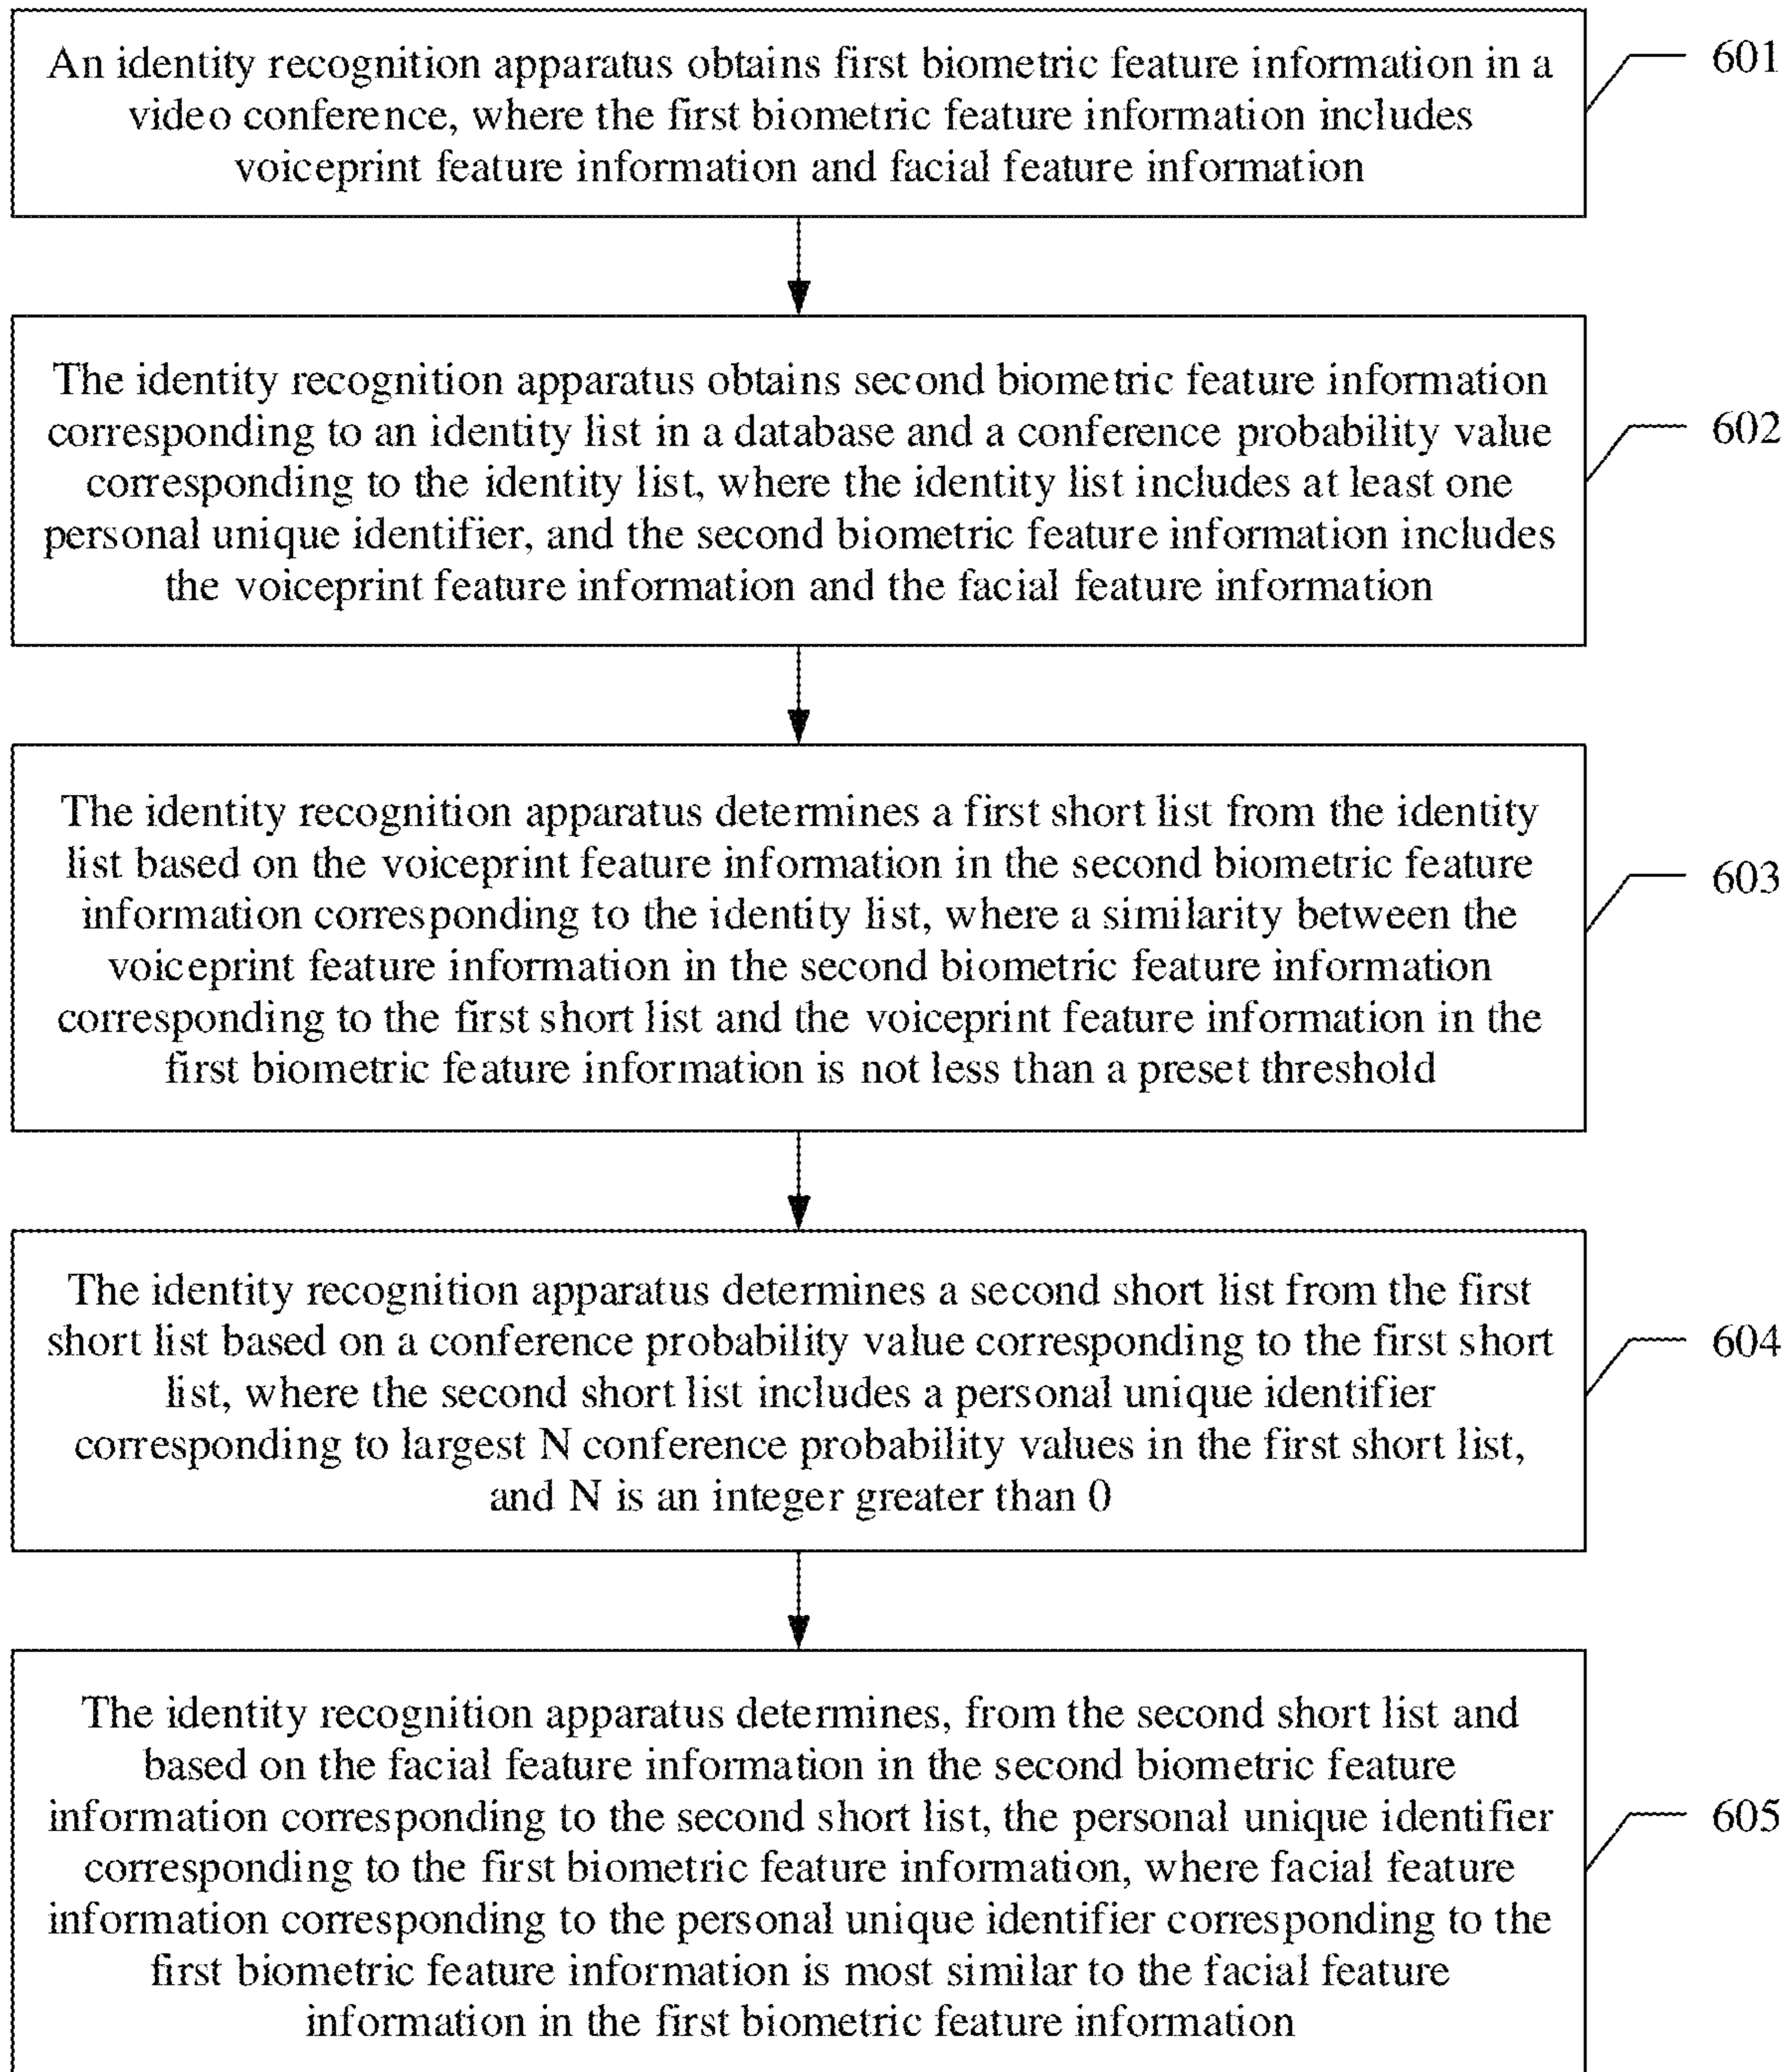 An identity recognition apparatus obtains first biometric feature information in a
video conference, where the first biometric feature information includes
voiceprint feature information and facial feature information
601
The identity recognition apparatus obtains second biometric feature information
corresponding to an identity list in a database and a conference probability value
corresponding to the identity list, where the identity list includes at least one
personal unique identifier, and the second biometric feature information includes
the voiceprint feature information and the facial feature information
602
The identity recognition apparatus determines a first short list from the identity
list based on the voiceprint feature information in the second biometric feature
information corresponding to the identity list, where a similarity between the
voiceprint feature information in the second biometric feature information
corresponding to the first short list and the voiceprint feature information in the
first biometric feature information is not less than a preset threshold
603
The identity recognition apparatus determines a second short list from the first
short list based on a conference probability value corresponding to the first short
list, where the second short list includes a personal unique identifier
corresponding to largest N conference probability values in the first short list,
and N is an integer greater than 0
604
The identity recognition apparatus determines, from the second short list and
based on the facial feature information in the second biometric feature
information corresponding to the second short list, the personal unique identifier
corresponding to the first biometric feature information, where facial feature
information corresponding to the personal unique identifier corresponding to the
first biometric feature information is most similar to the facial feature
information in the first biometric feature information
605